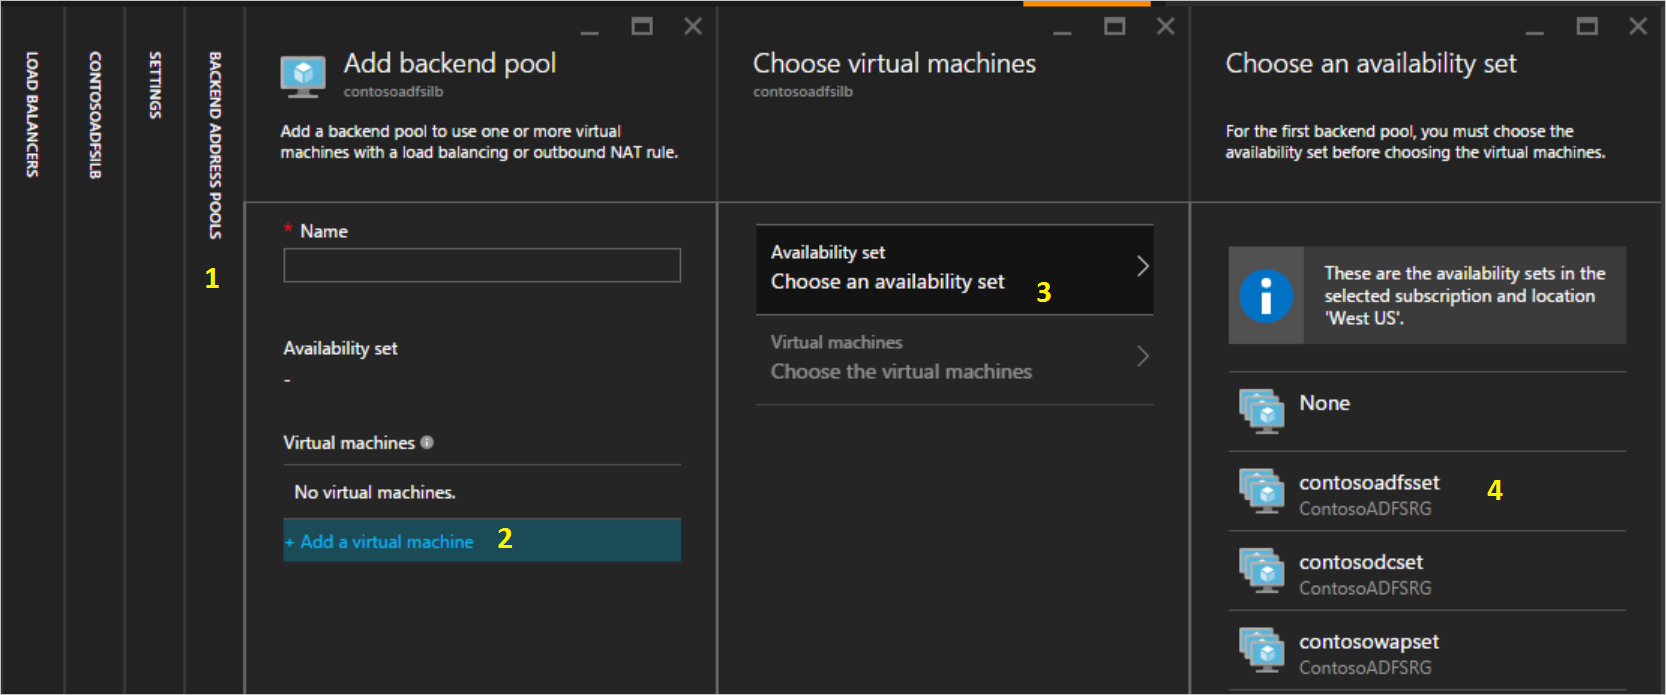 LOAD BALANCERS
CONTOSOADFSILB
SETTINGS
BACKEND ADDRESS POOLS
1
Add backend pool
contosoadfsilb
Add a backend pool to use one or more virtual
machines with a load balancing or outbound NAT rule.
* Name
Availability set
-
Virtual machines
No virtual machines.
+ Add a virtual machine 2
Choose virtual machines
contosoadfsilb
Availability set
Choose an availability set 3
Virtual machines
Choose the virtual machines
Choose an availability set
For the first backend pool, you must choose the
availability set before choosing the virtual machines.
These are the availability sets in the
selected subscription and location
'West US'.
None
contosoadfsset 4
ContosoADFSRG
contosodcset
ContosoADFSRG
contosowapset
ContosoADFSRG